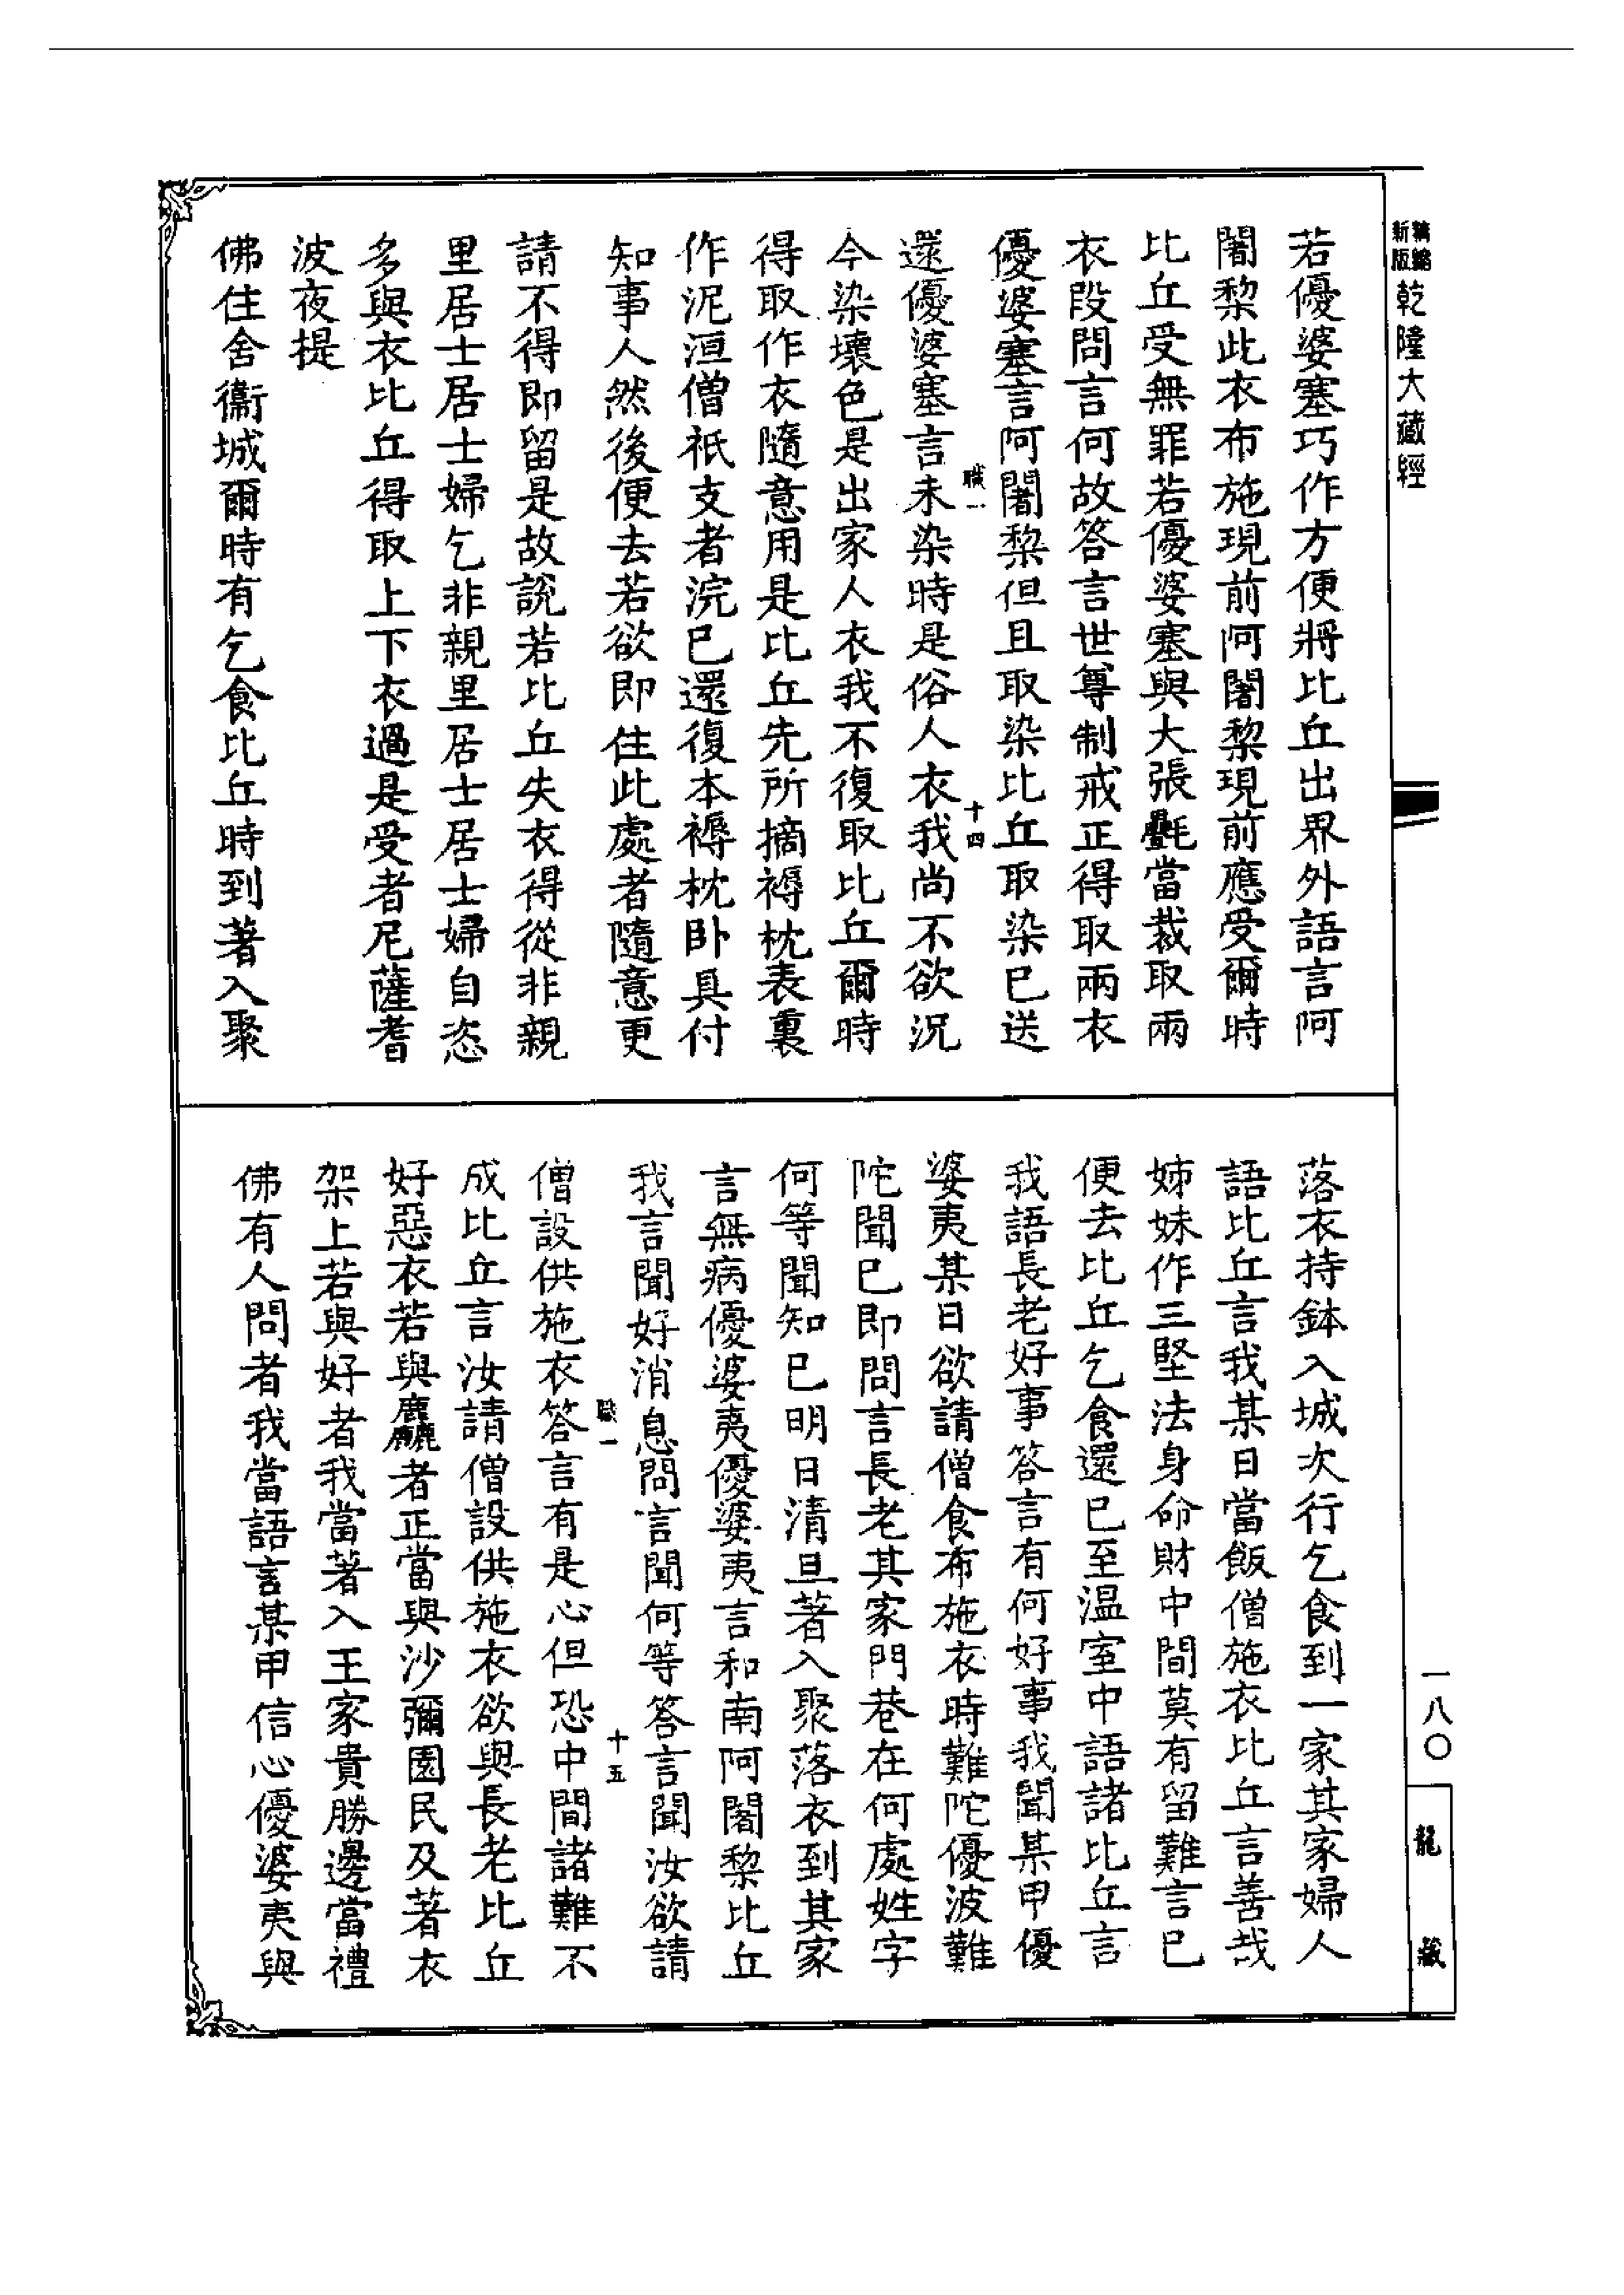 新版精縮乾隆大藏經
若優婆塞巧作方便將比丘出界外語言阿
闍黎此衣布施現前阿闍黎現前應受爾時
比丘受無罪若優婆塞與大張㲲當裁取兩
衣段問言何故答言世尊制戒正得取兩衣
優婆塞言阿闍黎但且取染比丘取染已送
還優婆塞言未染時是俗人衣我尚不欲況
職一
十四
今染壞色是出家人衣我不復取比丘爾時
得取作衣隨意用是比丘先所摘褥枕表裏
作泥洹僧祇支者浣已還復本褥枕卧具付
知事人然後便去若欲即住此處者隨意更
請不得即留是故說若比丘失衣得從非親
里居士居士婦乞非親里居士居士婦自恣
多與衣比丘得取上下衣過是受者尼薩耆
波夜提
佛住舍衞城爾時有乞食比丘時到著入聚
落衣持鉢入城次行乞食到一家其家婦人
語比丘言我某日當飯僧施衣比丘言善哉
姊妹作三堅法身命財中間莫有留難言已
便去比丘乞食還已至温室中語諸比丘言
我語長老好事答言有何好事我聞某甲優
婆夷某日欲請僧食布施衣時難陀優波難
陀聞已即問言長老其家門巷在何處姓字
何等聞知已明日清旦著入聚落衣到其家
言無病優婆夷優婆夷言和南阿闍黎比丘
我言聞好消息問言聞何等答言聞汝欲請
職一
十五
僧設供施衣答言有是心但恐中間諸難不
成比丘言汝請僧設供施衣欲與長老比丘
好惡衣若與麤者正當與沙彌園民及著衣
架上若與好者我當著入王家貴勝邊當禮
佛有人問者我當語言某甲信心優婆夷與
一八〇
龍藏